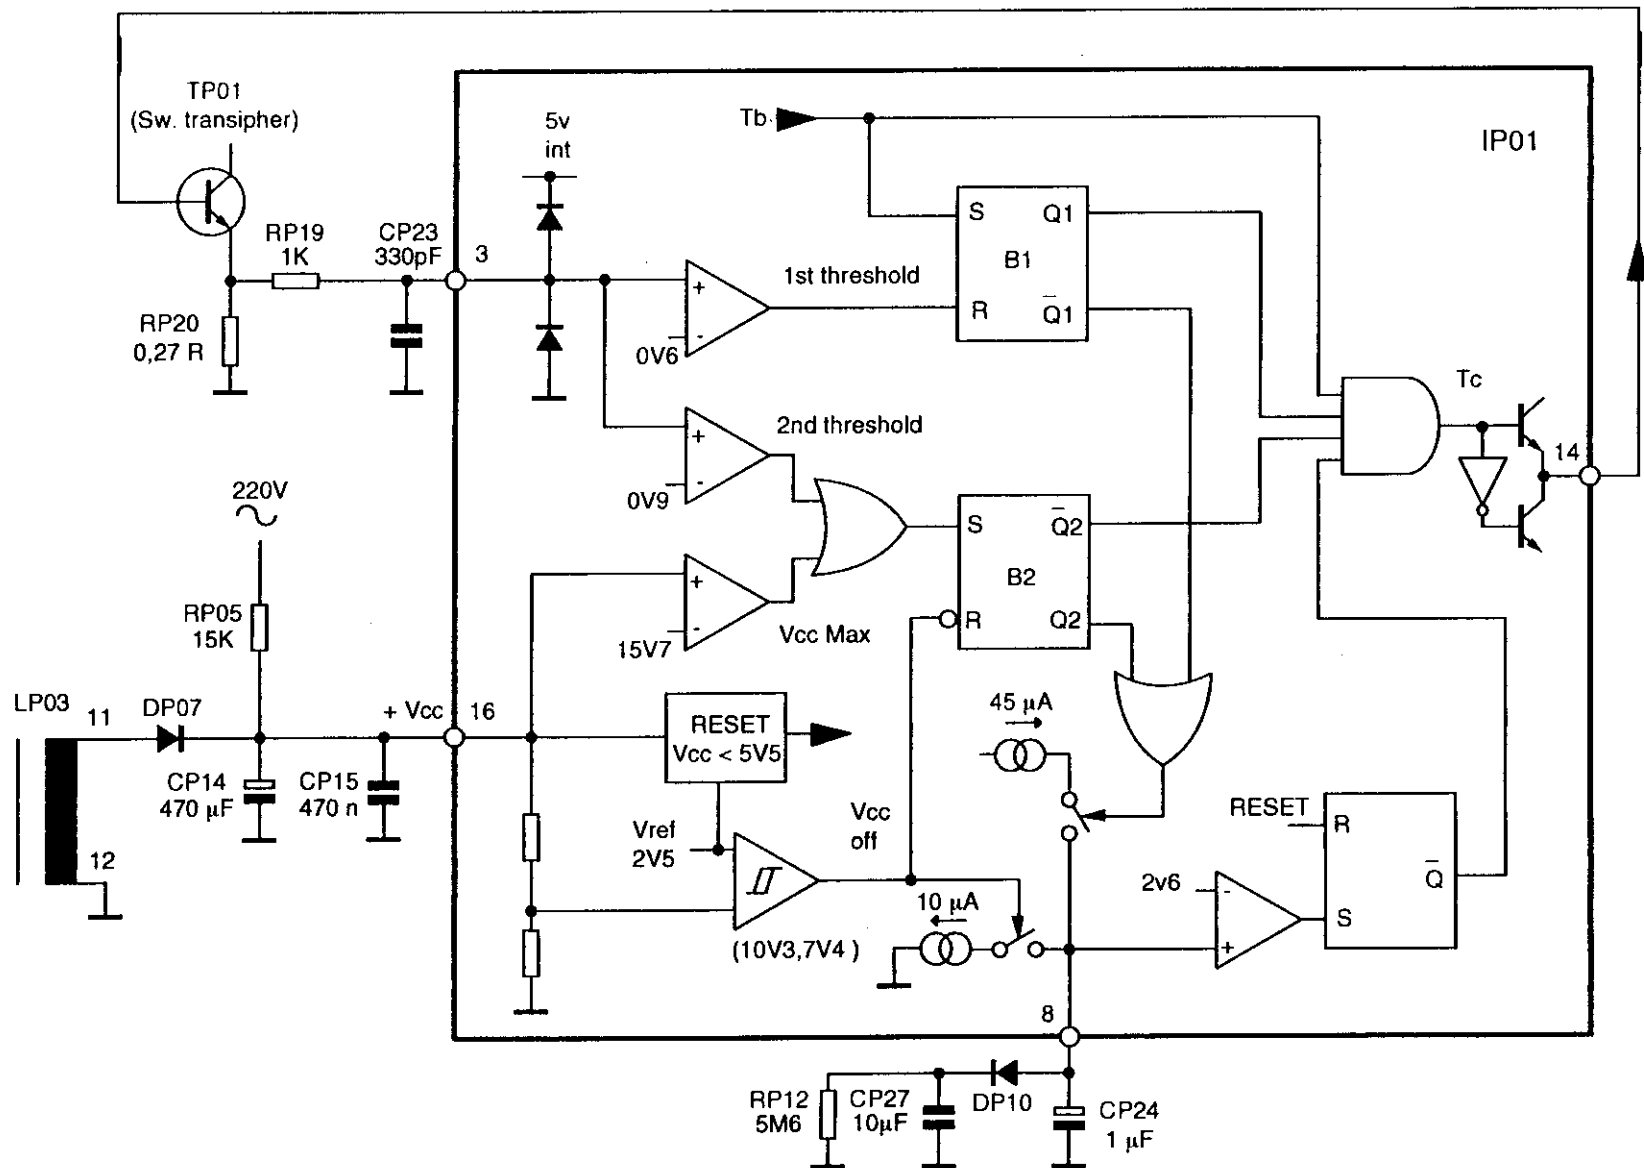 TP01
(Sw. transipher)
5v
int
Tb
IP01
RP19
1K
CP23
330pF
3
+
-
0V6
1st threshold
S
Q1
B1
R
Q1
RP20
0,27 R
Tc
2nd threshold
+
-
0V9
14
220V
S
Q2
B2
R
Q2
RP05
15K
+
-
15V7
Vcc Max
LP03
11
DP07
+ Vcc
16
RESET
Vcc < 5V5
45 µA
CP14
470 µF
CP15
470 n
12
Vref
2V5
Vcc
off
RESET
R
Q
S
2v6
-
+
10 µA
(10V3,7V4 )
8
RP12
5M6
CP27
10µF
DP10
CP24
1 µF